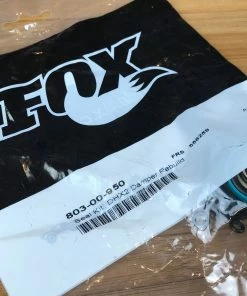 FOX
803-00-950
Seal Kit: DHX2 Damper Rebuild